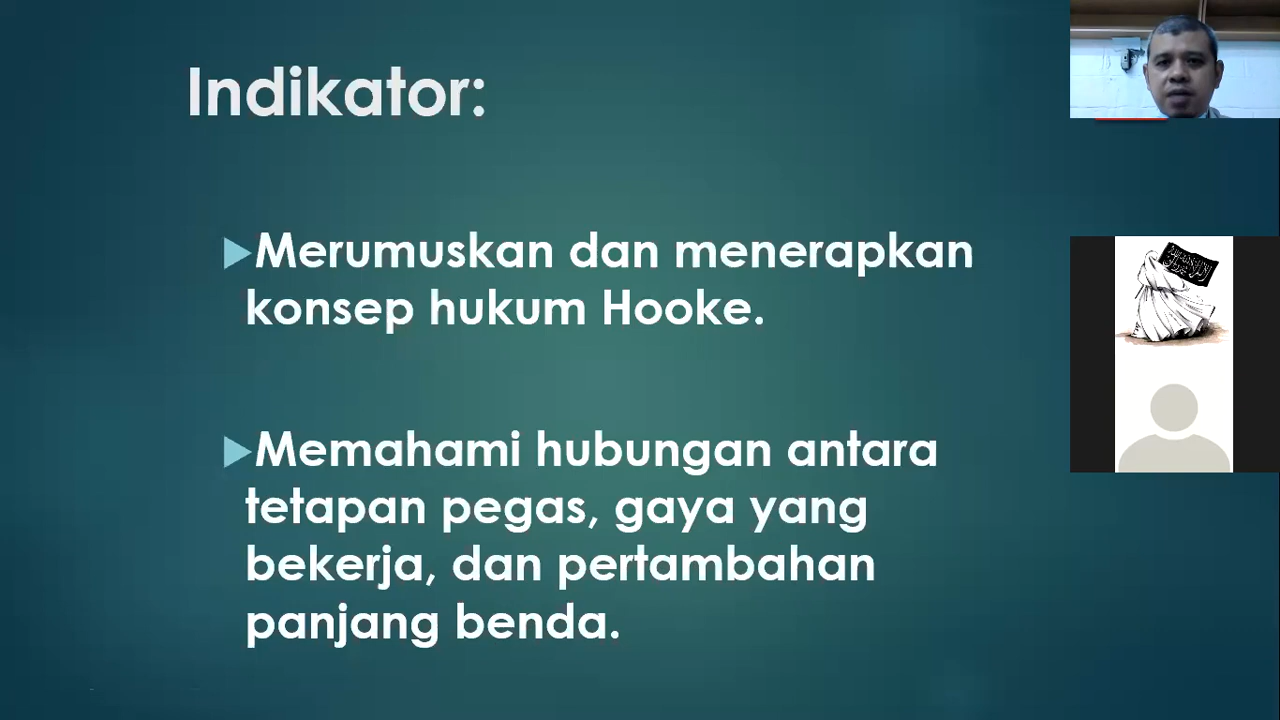 Indikator:
Merumuskan dan menerapkan
konsep hukum Hooke.
Memahami hubungan antara
tetapan pegas, gaya yang
bekerja, dan pertambahan
panjang benda.